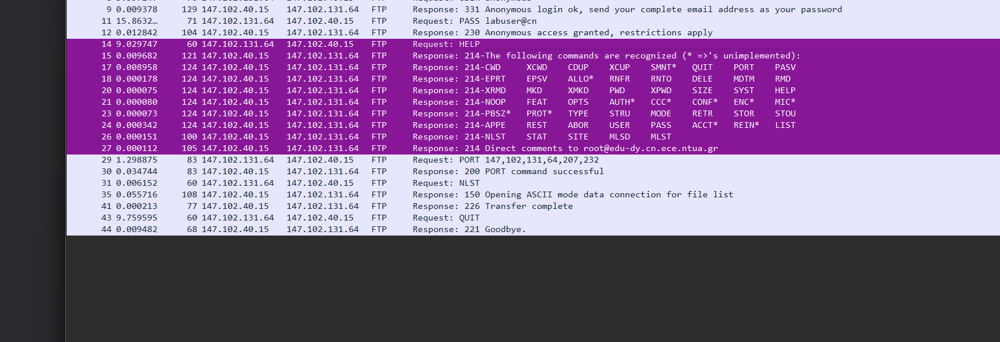 9 0.009378 129 147.102.40.15 147.102.131.64 FTP Response: 331 Anonymous login ok, send your complete email address as your password
11 15.8632… 71 147.102.131.64 147.102.40.15 FTP Request: PASS labuser@cn
12 0.012842 104 147.102.40.15 147.102.131.64 FTP Response: 230 Anonymous access granted, restrictions apply
14 9.029747 60 147.102.131.64 147.102.40.15 FTP Request: HELP
15 0.009682 121 147.102.40.15 147.102.131.64 FTP Response: 214-The following commands are recognized (* =>'s unimplemented):
17 0.008958 124 147.102.40.15 147.102.131.64 FTP Response: 214-CWD XCWD CDUP XCUP SMNT* QUIT PORT PASV
18 0.000178 124 147.102.40.15 147.102.131.64 FTP Response: 214-EPRT EPSV ALLO* RNFR RNTO DELE MDTM RMD
20 0.000075 124 147.102.40.15 147.102.131.64 FTP Response: 214-XRMD MKD XMKD PWD XPWD SIZE SYST HELP
21 0.000080 124 147.102.40.15 147.102.131.64 FTP Response: 214-NOOP FEAT OPTS AUTH* CCC* CONF* ENC* MIC*
23 0.000073 124 147.102.40.15 147.102.131.64 FTP Response: 214-PBSZ* PROT* TYPE STRU MODE RETR STOR STOU
24 0.000342 124 147.102.40.15 147.102.131.64 FTP Response: 214-APPE REST ABOR USER PASS ACCT* REIN* LIST
26 0.000151 100 147.102.40.15 147.102.131.64 FTP Response: 214-NLST STAT SITE MLSD MLST
27 0.000112 105 147.102.40.15 147.102.131.64 FTP Response: 214 Direct comments to root@edu-dy.cn.ece.ntua.gr
29 1.298875 83 147.102.131.64 147.102.40.15 FTP Request: PORT 147,102,131,64,207,232
30 0.034744 83 147.102.40.15 147.102.131.64 FTP Response: 200 PORT command successful
31 0.006152 60 147.102.131.64 147.102.40.15 FTP Request: NLST
35 0.055716 108 147.102.40.15 147.102.131.64 FTP Response: 150 Opening ASCII mode data connection for file list
41 0.000213 77 147.102.40.15 147.102.131.64 FTP Response: 226 Transfer complete
43 9.759595 60 147.102.131.64 147.102.40.15 FTP Request: QUIT
44 0.009482 68 147.102.40.15 147.102.131.64 FTP Response: 221 Goodbye.